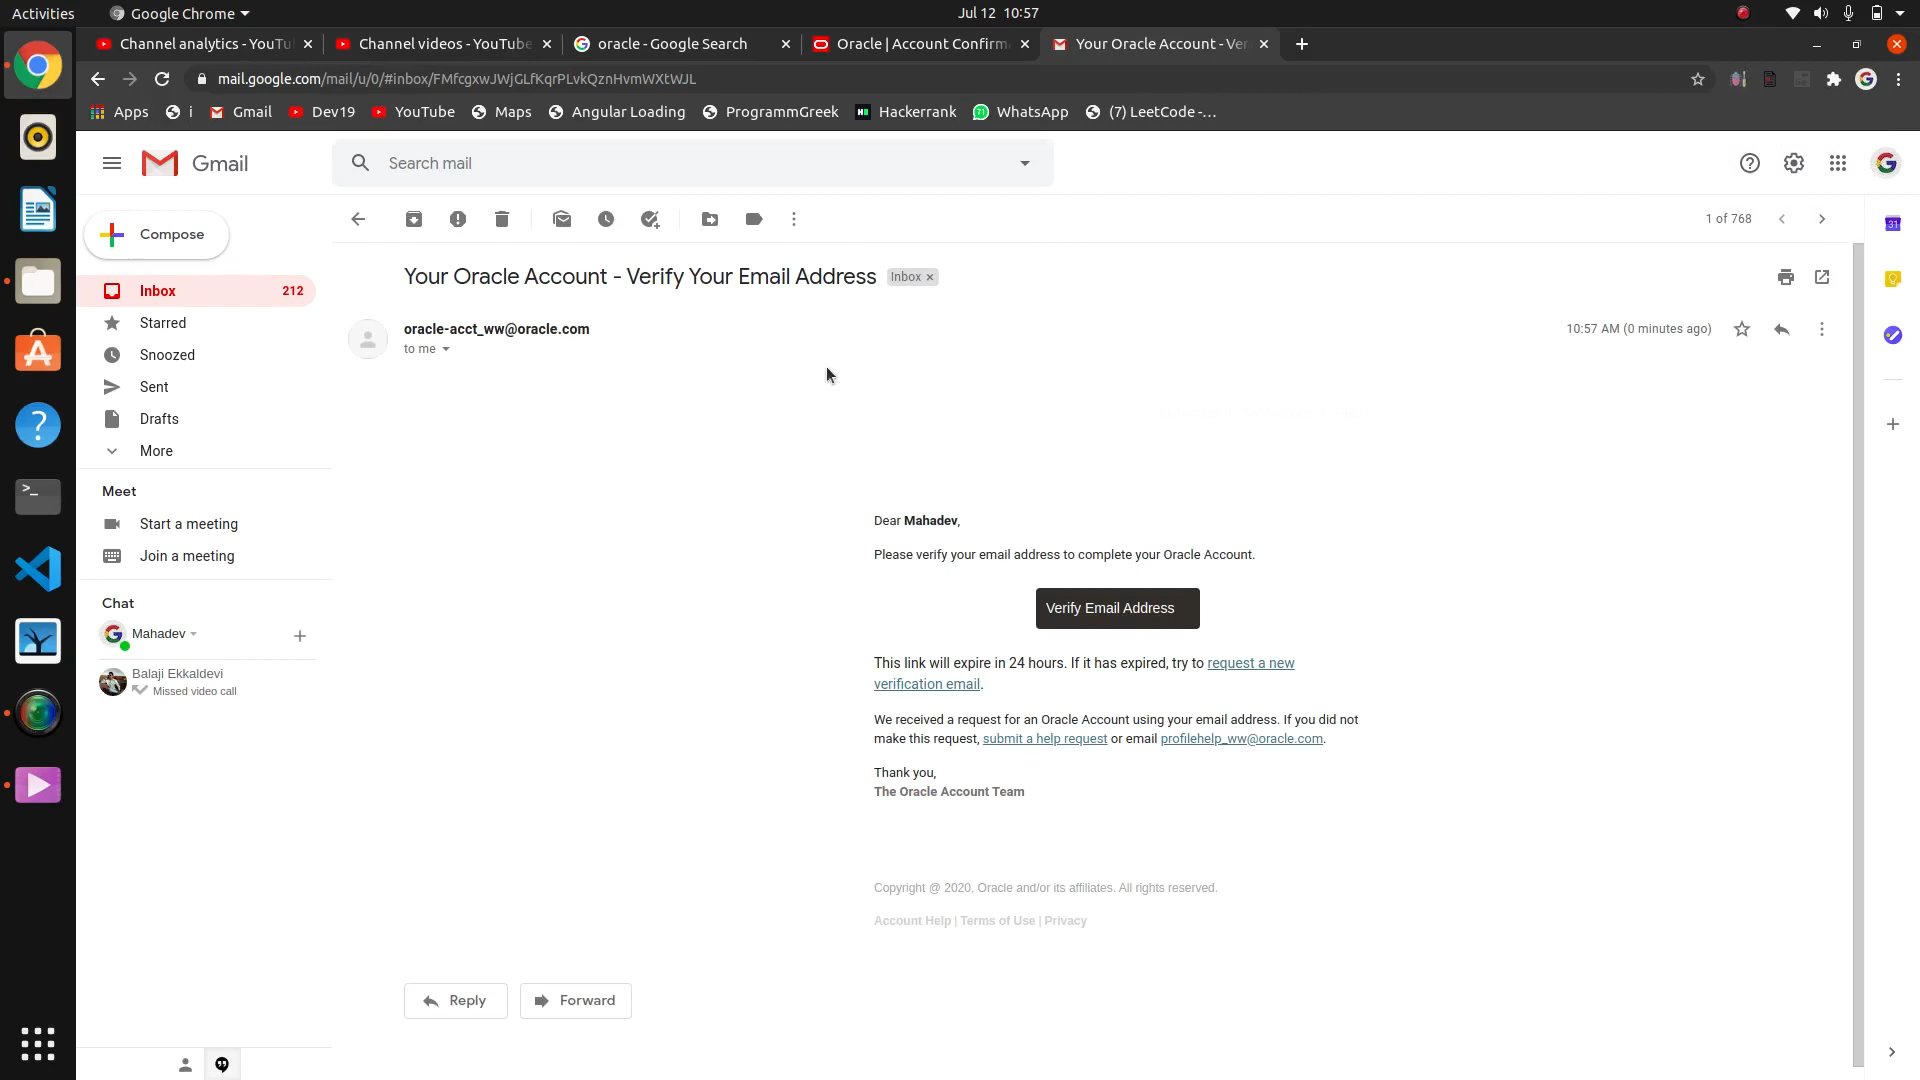 Activities
Google Chrome
Jul 12 10:57
Channel analytics - YouTu
Channel videos - YouTube
oracle - Google Search
Oracle | Account Confirm
Your Oracle Account - Ver
mail.google.com/mail/u/0/#inbox/FMfcgxwJWjGLfKqrPLvkQznHvmWXtWJL
Apps
i
Gmail
Dev19
YouTube
Maps
Angular Loading
ProgrammGreek
Hackerrank
WhatsApp
(7) LeetCode -...
Gmail
Search mail
Compose
1 of 768
Inbox
212
Starred
Snoozed
Sent
Drafts
More
Meet
Start a meeting
Join a meeting
Chat
Mahadev
Balaji Ekkaldevi
Missed video call
Your Oracle Account - Verify Your Email Address
Inbox
oracle-acct_ww@oracle.com
to me
10:57 AM (0 minutes ago)
Dear Mahadev,
Please verify your email address to complete your Oracle Account.
Verify Email Address
This link will expire in 24 hours. If it has expired, try to request a new
verification email.
We received a request for an Oracle Account using your email address. If you did not
make this request, submit a help request or email profilehelp_ww@oracle.com.
Thank you,
The Oracle Account Team
Copyright @ 2020, Oracle and/or its affiliates. All rights reserved.
Account Help | Terms of Use | Privacy
Reply
Forward
31